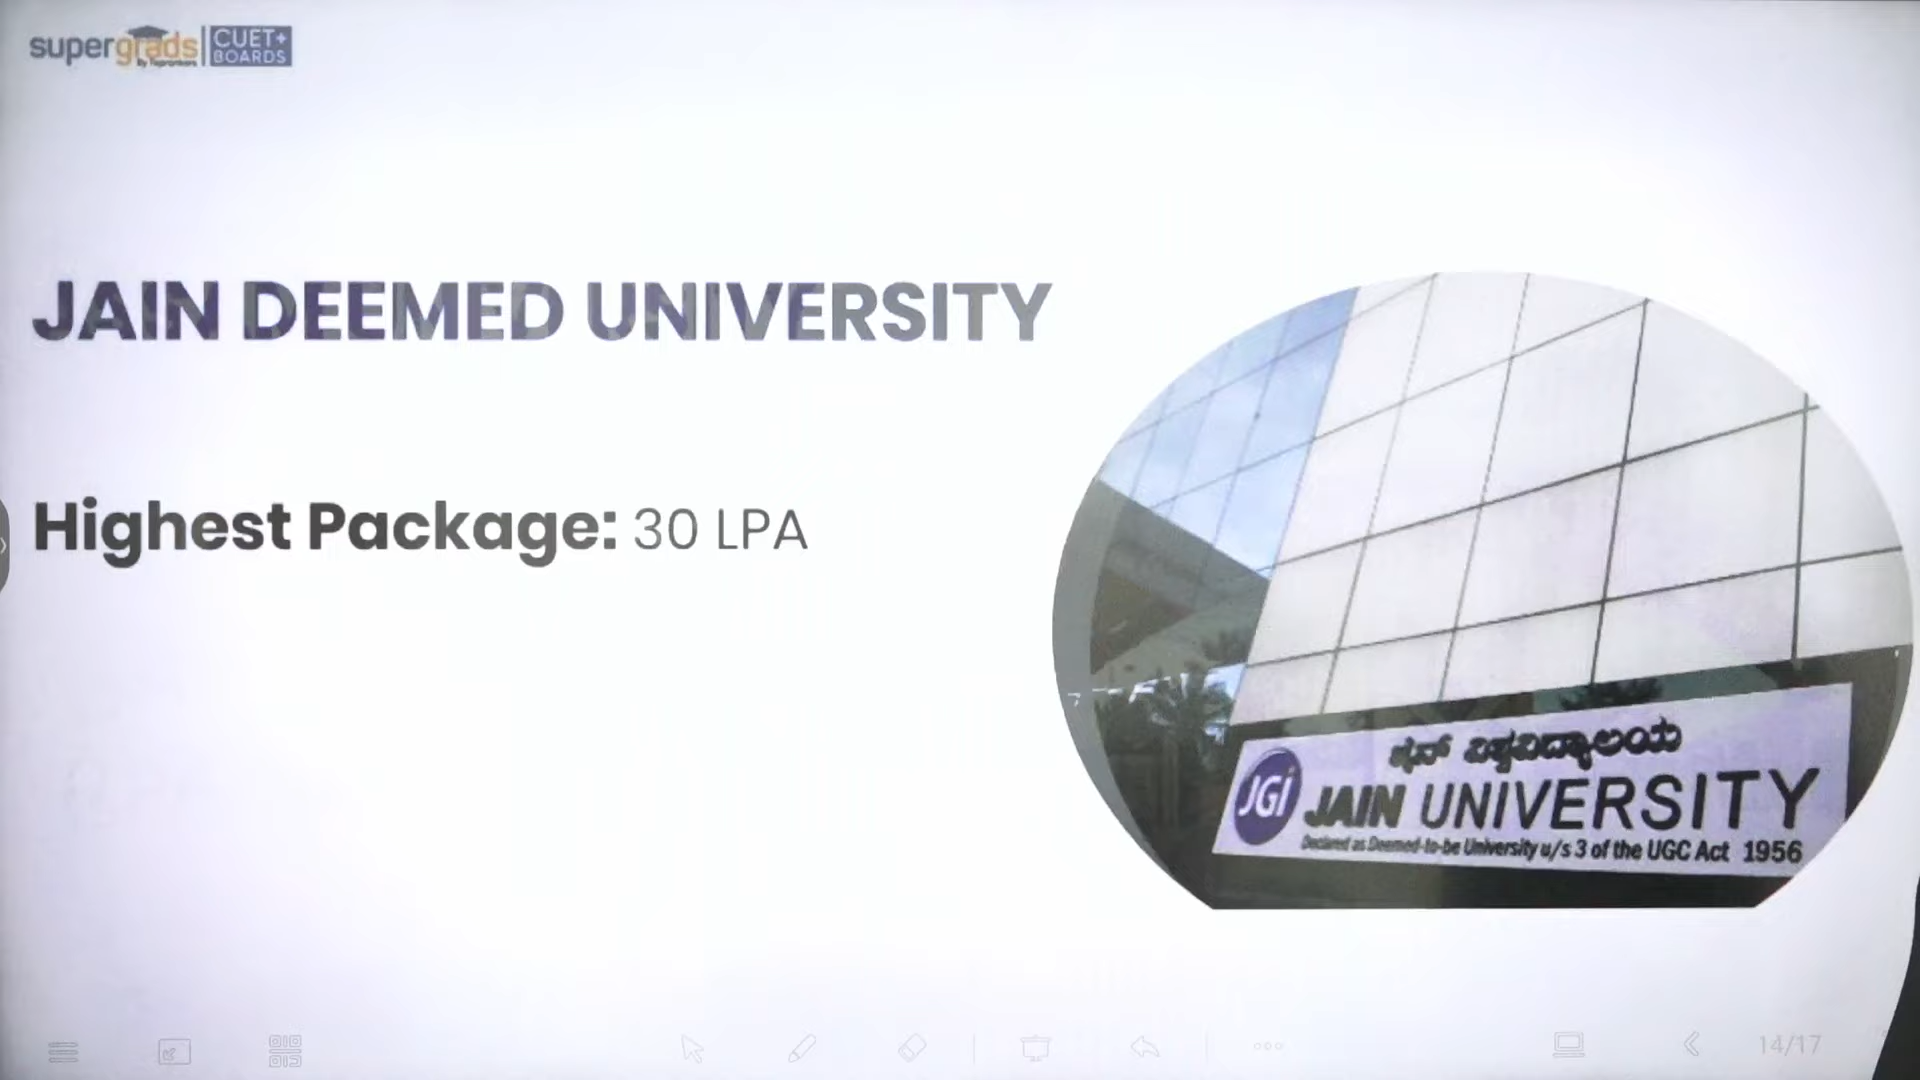 supergrads
CUET+
BOARDS
JAIN DEEMED UNIVERSITY
Highest Package: 30 LPA
ಜೈನ್ ವಿಶ್ವವಿದ್ಯಾಲಯ
JGi
JAIN UNIVERSITY
Declared as Deemed-to-be University u/s 3 of the UGC Act 1956
14/17